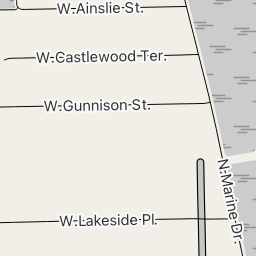 W. Ainslie St.
W. Castlewood Ter.
W. Gunnison St.
N. Marine Dr.
W. Lakeside Pl.